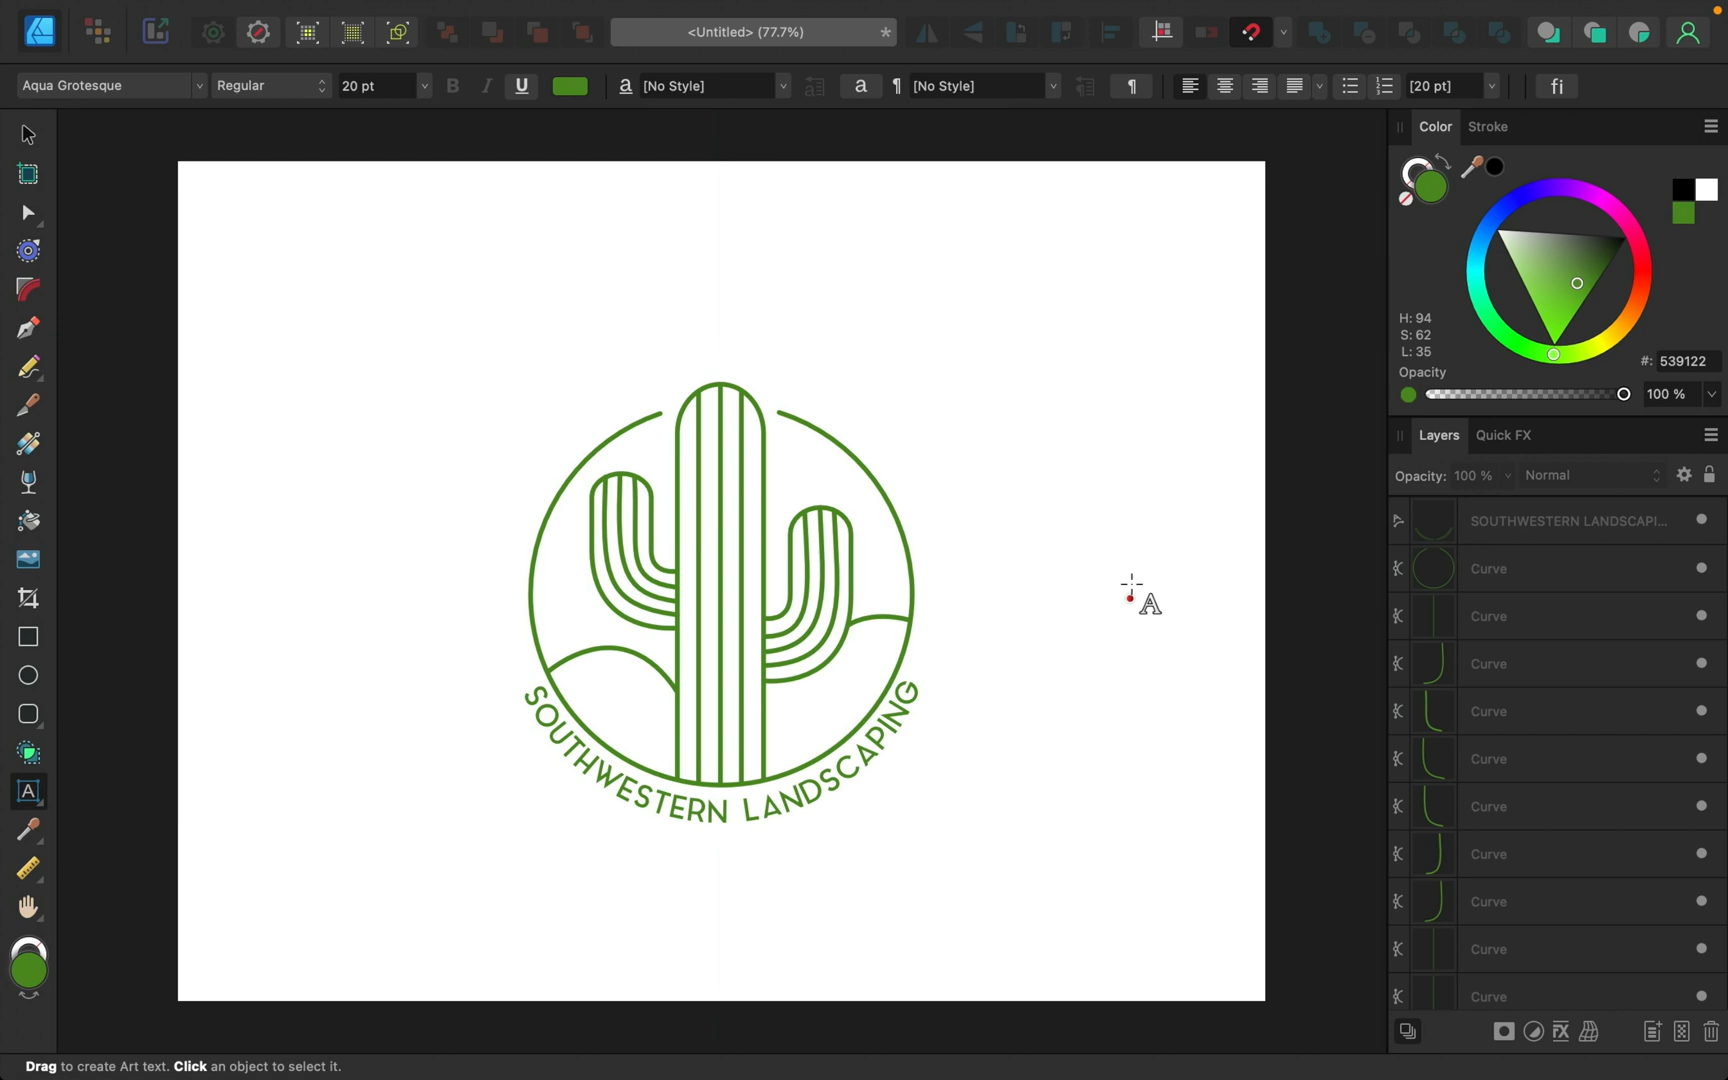 <Untitled> (77.7%)
*
Aqua Grotesque
Regular
20 pt
B
I
U
a
[No Style]
a
¶
[No Style]
¶
[20 pt]
fi
Color
Stroke
H: 94
S: 62
L: 35
#:
539122
Opacity
100 %
Layers
Quick FX
Opacity:
100 %
Normal
SOUTHWESTERN LANDSCAPI...
Curve
Curve
Curve
Curve
Curve
Curve
Curve
Curve
Curve
Curve
FX
A
A
SOUTHWESTERN LANDSCAPING
Drag to create Art text. Click an object to select it.